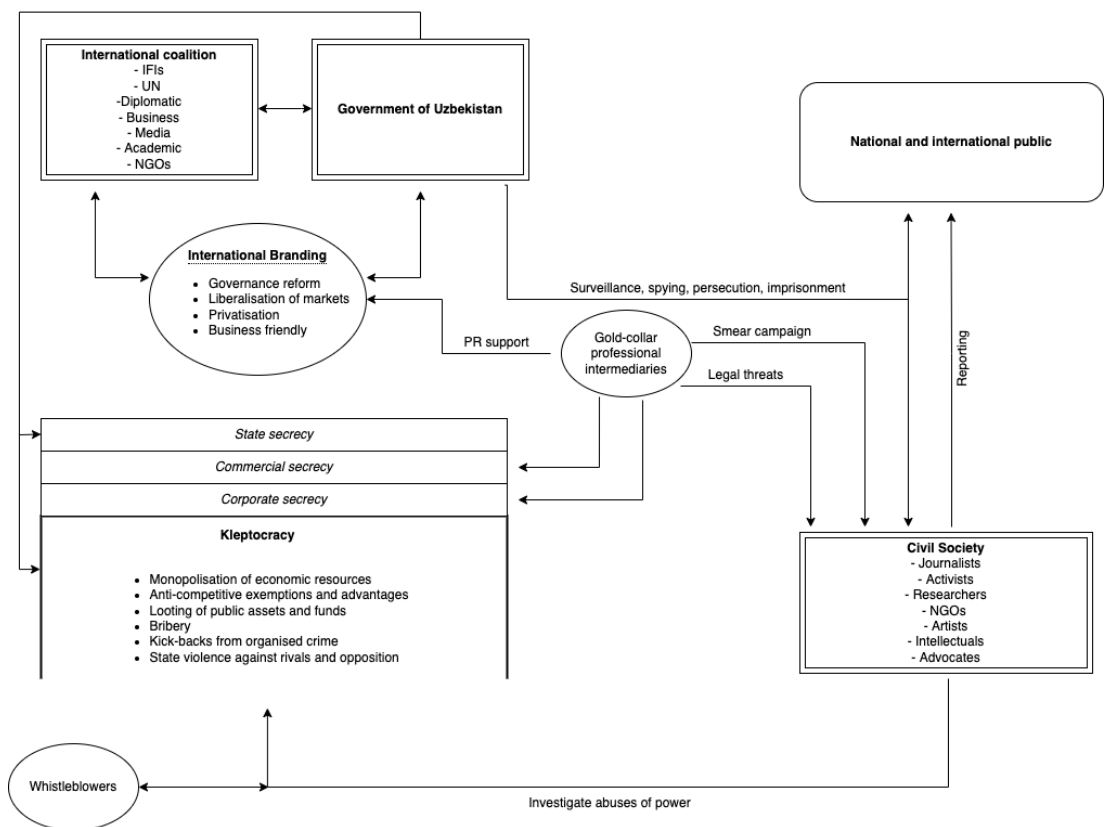 International coalition
- IFIs
- UN
-Diplomatic
- Business
- Media
- Academic
- NGOs
Government of Uzbekistan
National and international public
International Branding
Governance reform
Liberalisation of markets
Privatisation
Business friendly
Surveillance, spying, persecution, imprisonment
PR support
Gold-collar
professional
intermediaries
Smear campaign
Legal threats
Reporting
State secrecy
Commercial secrecy
Corporate secrecy
Kleptocracy
Monopolisation of economic resources
Anti-competitive exemptions and advantages
Looting of public assets and funds
Bribery
Kick-backs from organised crime
State violence against rivals and opposition
Civil Society
- Journalists
- Activists
- Researchers
- NGOs
- Artists
- Intellectuals
- Advocates
Whistleblowers
Investigate abuses of power